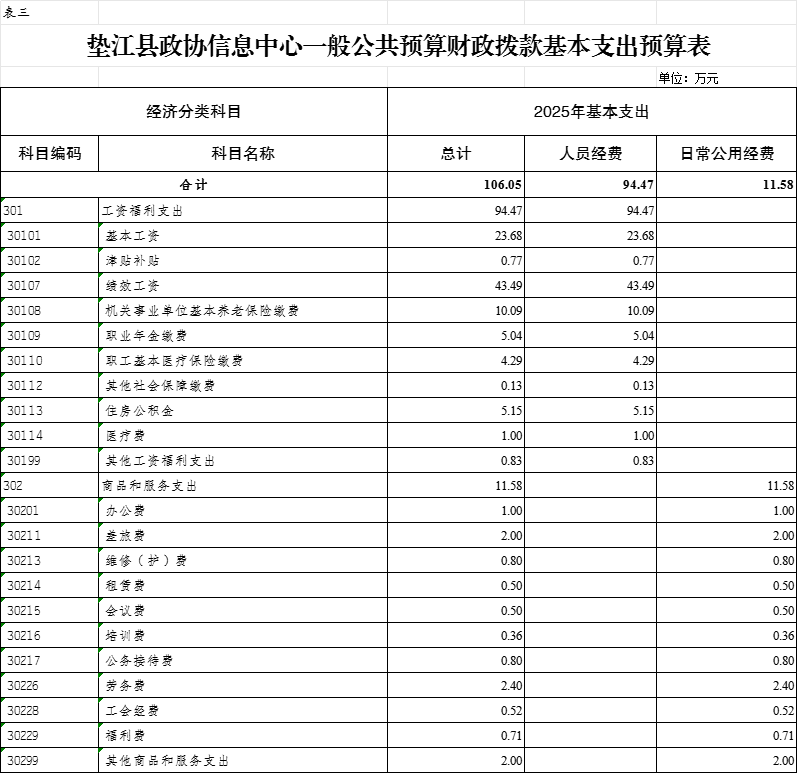 表三
垫江县政协信息中心一般公共预算财政拨款基本支出预算表
单位：万元
经济分类科目 2025年基本支出
科目编码 科目名称 总计 人员经费 日常公用经费
合计 106.05 94.47 11.58
301 工资福利支出 94.47 94.47
30101 基本工资 23.68 23.68
30102 津贴补贴 0.77 0.77
30107 绩效工资 43.49 43.49
30108 机关事业单位基本养老保险缴费 10.09 10.09
30109 职业年金缴费 5.04 5.04
30110 职工基本医疗保险缴费 4.29 4.29
30112 其他社会保障缴费 0.13 0.13
30113 住房公积金 5.15 5.15
30114 医疗费 1.00 1.00
30199 其他工资福利支出 0.83 0.83
302 商品和服务支出 11.58 11.58
30201 办公费 1.00 1.00
30211 差旅费 2.00 2.00
30213 维修（护）费 0.80 0.80
30214 租赁费 0.50 0.50
30215 会议费 0.50 0.50
30216 培训费 0.36 0.36
30217 公务接待费 0.80 0.80
30226 劳务费 2.40 2.40
30228 工会经费 0.52 0.52
30229 福利费 0.71 0.71
30299 其他商品和服务支出 2.00 2.00